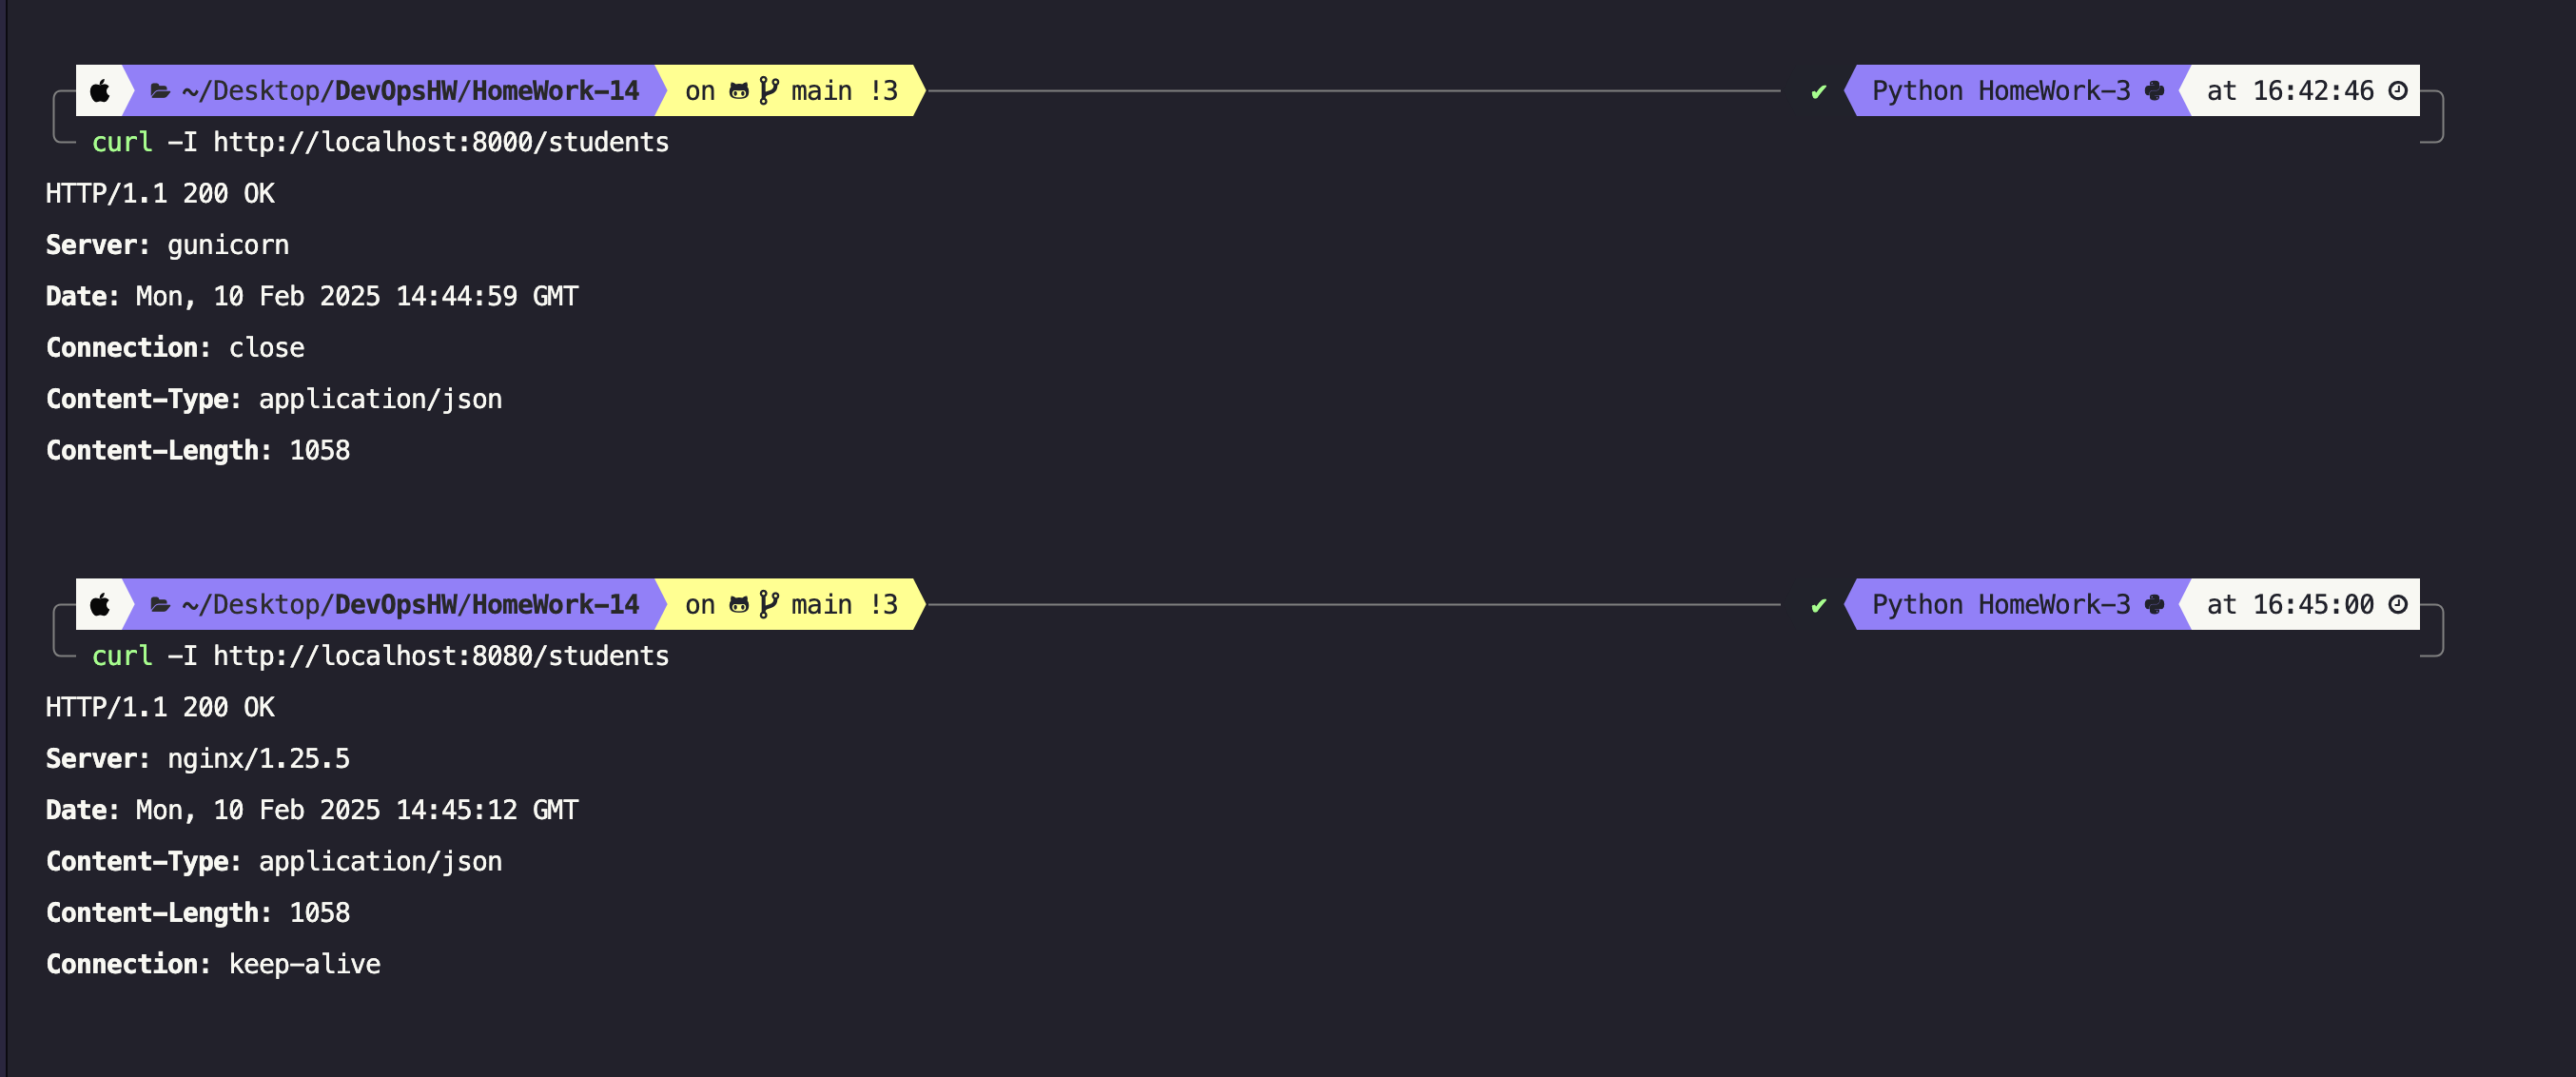 ~/Desktop/DevOpsHW/HomeWork-14 on main !3 ✔ Python HomeWork-3 at 16:42:46
curl -I http://localhost:8000/students
HTTP/1.1 200 OK
Server: gunicorn
Date: Mon, 10 Feb 2025 14:44:59 GMT
Connection: close
Content-Type: application/json
Content-Length: 1058
~/Desktop/DevOpsHW/HomeWork-14 on main !3 ✔ Python HomeWork-3 at 16:45:00
curl -I http://localhost:8080/students
HTTP/1.1 200 OK
Server: nginx/1.25.5
Date: Mon, 10 Feb 2025 14:45:12 GMT
Content-Type: application/json
Content-Length: 1058
Connection: keep-alive